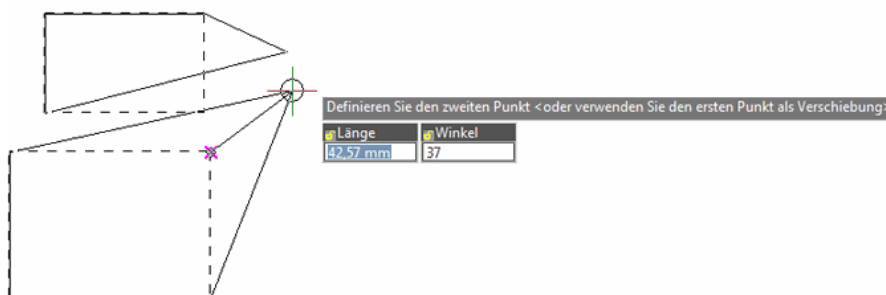 Definieren Sie den zweiten Punkt <oder verwenden Sie den ersten Punkt als Verschiebung>
Länge Winkel
42.57 mm 37